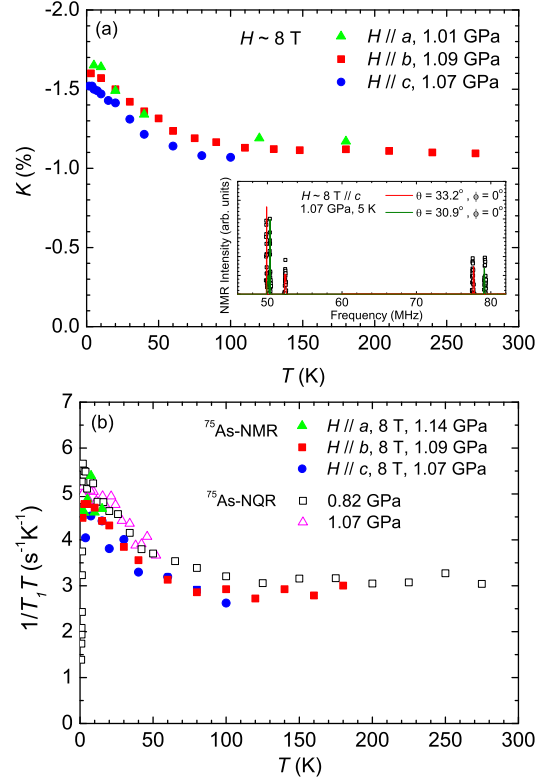 (a)
H ~ 8 T
H // a, 1.01 GPa
H // b, 1.09 GPa
H // c, 1.07 GPa
-2.0
-1.5
-1.0
-0.5
0.0
K (%)
H ~ 8 T // c
1.07 GPa, 5 K
θ = 33.2°, ϕ = 0°
θ = 30.9°, ϕ = 0°
NMR Intensity (arb. units)
50 60 70 80
Frequency (MHz)
0 50 100 150 200 250 300
T (K)
(b)
⁷⁵As-NMR
H // a, 8 T, 1.14 GPa
H // b, 8 T, 1.09 GPa
H // c, 8 T, 1.07 GPa
⁷⁵As-NQR
0.82 GPa
1.07 GPa
7
6
5
4
3
2
1
0
1/T₁T (s⁻¹K⁻¹)
0 50 100 150 200 250 300
T (K)